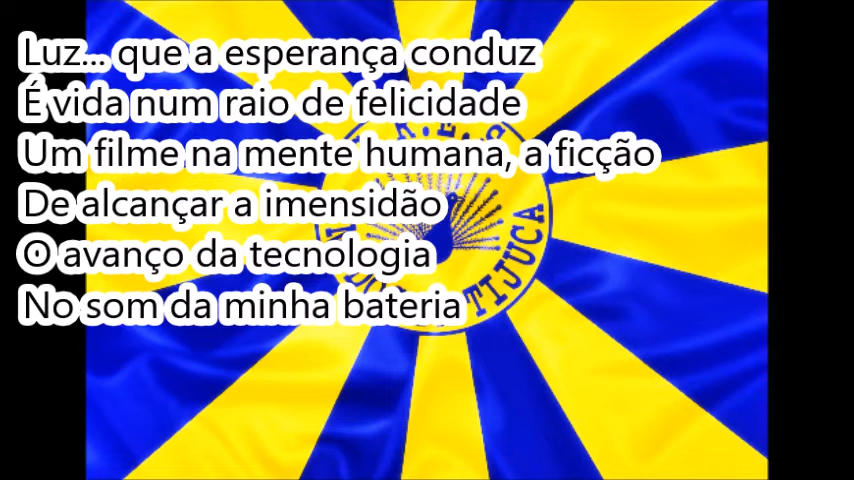 Luz... que a esperança conduz
É vida num raio de felicidade
Um filme na mente humana, a ficção
De alcançar a imensidão
O avanço da tecnologia
No som da minha bateria
TIJUCA